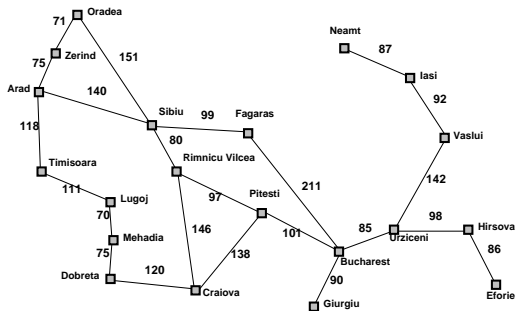 Oradea
71
Neamt
Zerind
87
151
75
Iasi
Arad
140
92
Sibiu
99
Fagaras
118
80
Vaslui
Rimnicu Vilcea
Timisoara
142
111
211
Lugoj
97
Pitesti
70
98
Hirsova
146
85
101
Urziceni
Mehadia
75
138
86
Bucharest
120
90
Dobreta
Craiova
Eforie
Giurgiu